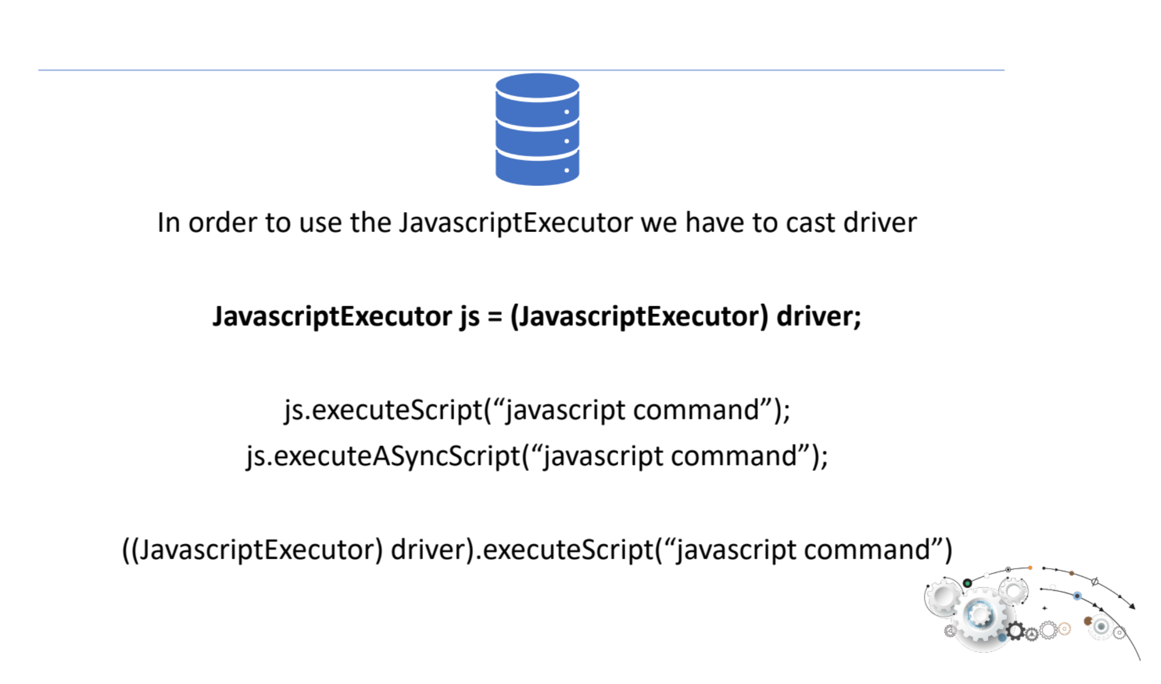 In order to use the JavascriptExecutor we have to cast driver
JavascriptExecutor js = (JavascriptExecutor) driver;
js.executeScript(“javascript command”);
js.executeASyncScript(“javascript command”);
((JavascriptExecutor) driver).executeScript(“javascript command”)